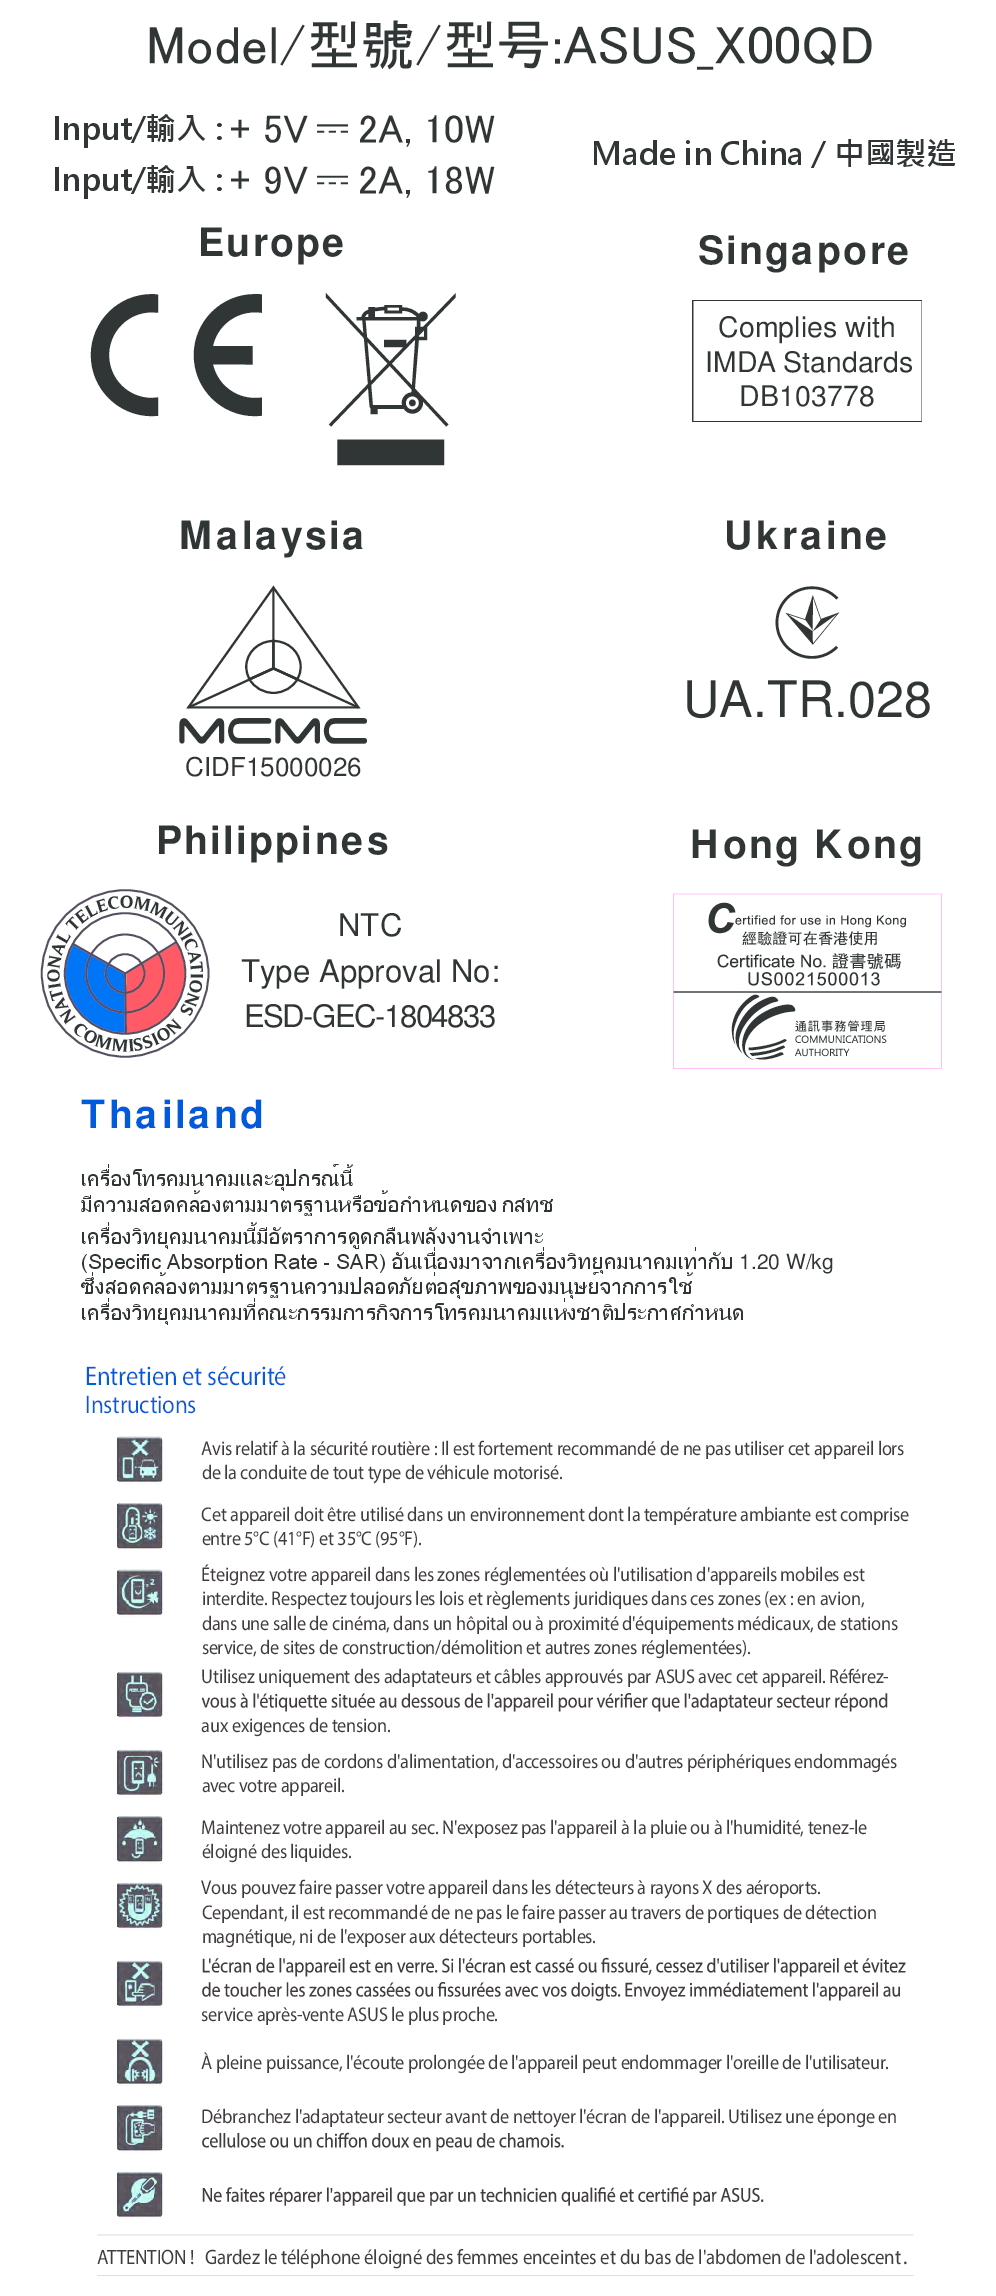 Model/型號/型号:ASUS_X00QD
Input/輸入 : + 5V ⎓ 2A, 10W
Input/輸入 : + 9V ⎓ 2A, 18W
Made in China / 中國製造
Europe
CE
Singapore
Complies with
IMDA Standards
DB103778
Malaysia
MCMC
CIDF15000026
Ukraine
UA.TR.028
Philippines
NATIONAL TELECOMMUNICATIONS COMMISSION
NTC
Type Approval No:
ESD-GEC-1804833
Hong Kong
Certified for use in Hong Kong
經驗證可在香港使用
Certificate No. 證書號碼
US0021500013
通訊事務管理局
COMMUNICATIONS
AUTHORITY
Thailand
เครื่องโทรคมนาคมและอุปกรณ์นี้
มีความสอดคล้องตามมาตรฐานหรือข้อกำหนดของ กสทช
เครื่องวิทยุคมนาคมนี้มีอัตราการดูดกลืนพลังงานจำเพาะ
(Specific Absorption Rate - SAR) อันเนื่องมาจากเครื่องวิทยุคมนาคมเท่ากับ 1.20 W/kg
ซึ่งสอดคล้องตามมาตรฐานความปลอดภัยต่อสุขภาพของมนุษย์จากการใช้
เครื่องวิทยุคมนาคมที่คณะกรรมการกิจการโทรคมนาคมแห่งชาติประกาศกำหนด
Entretien et sécurité
Instructions
Avis relatif à la sécurité routière : Il est fortement recommandé de ne pas utiliser cet appareil lors
de la conduite de tout type de véhicule motorisé.
Cet appareil doit être utilisé dans un environnement dont la température ambiante est comprise
entre 5°C (41°F) et 35°C (95°F).
Éteignez votre appareil dans les zones réglementées où l'utilisation d'appareils mobiles est
interdite. Respectez toujours les lois et règlements juridiques dans ces zones (ex : en avion,
dans une salle de cinéma, dans un hôpital ou à proximité d'équipements médicaux, de stations
service, de sites de construction/démolition et autres zones réglementées).
Utilisez uniquement des adaptateurs et câbles approuvés par ASUS avec cet appareil. Référez-
vous à l'étiquette située au dessous de l'appareil pour vérifier que l'adaptateur secteur répond
aux exigences de tension.
N'utilisez pas de cordons d'alimentation, d'accessoires ou d'autres périphériques endommagés
avec votre appareil.
Maintenez votre appareil au sec. N'exposez pas l'appareil à la pluie ou à l'humidité, tenez-le
éloigné des liquides.
Vous pouvez faire passer votre appareil dans les détecteurs à rayons X des aéroports.
Cependant, il est recommandé de ne pas le faire passer au travers de portiques de détection
magnétique, ni de l'exposer aux détecteurs portables.
L'écran de l'appareil est en verre. Si l'écran est cassé ou fissuré, cessez d'utiliser l'appareil et évitez
de toucher les zones cassées ou fissurées avec vos doigts. Envoyez immédiatement l'appareil au
service après-vente ASUS le plus proche.
À pleine puissance, l'écoute prolongée de l'appareil peut endommager l'oreille de l'utilisateur.
Débranchez l'adaptateur secteur avant de nettoyer l'écran de l'appareil. Utilisez une éponge en
cellulose ou un chiffon doux en peau de chamois.
Ne faites réparer l'appareil que par un technicien qualifié et certifié par ASUS.
ATTENTION ! Gardez le téléphone éloigné des femmes enceintes et du bas de l'abdomen de l'adolescent.